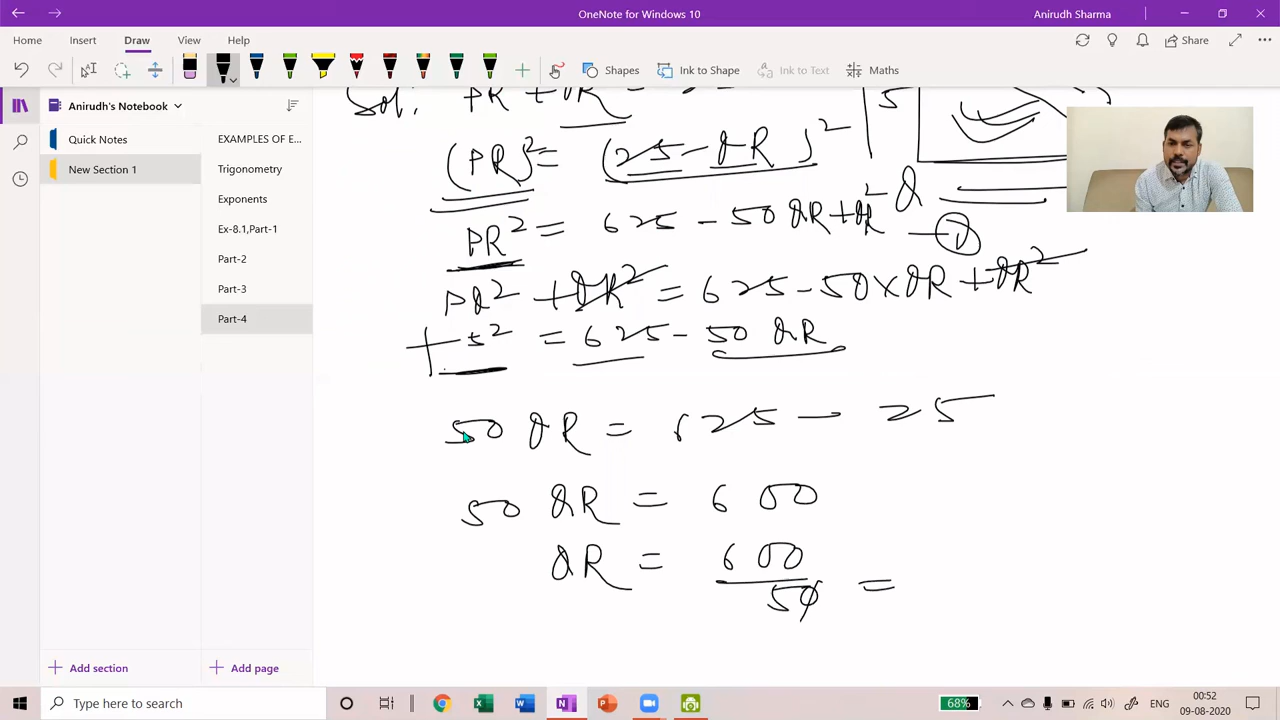 OneNote for Windows 10
Anirudh Sharma
Home Insert Draw View Help
Share
Shapes Ink to Shape Ink to Text Maths
Anirudh's Notebook
Quick Notes
New Section 1
EXAMPLES OF E...
Trigonometry
Exponents
Ex-8.1,Part-1
Part-2
Part-3
Part-4
Sol: PR + QR =
5
(PR)² = (25 - QR)²
Q
PR² = 625 - 50 QR + QR² — ①
PQ² + QR² = 625 - 50 × QR + QR²
5² = 625 - 50 QR
50 QR = 625 - 25
50 QR = 600
QR = 600/50 =
Add section
Add page
Type here to search
68%
ENG
00:52
09-08-2020